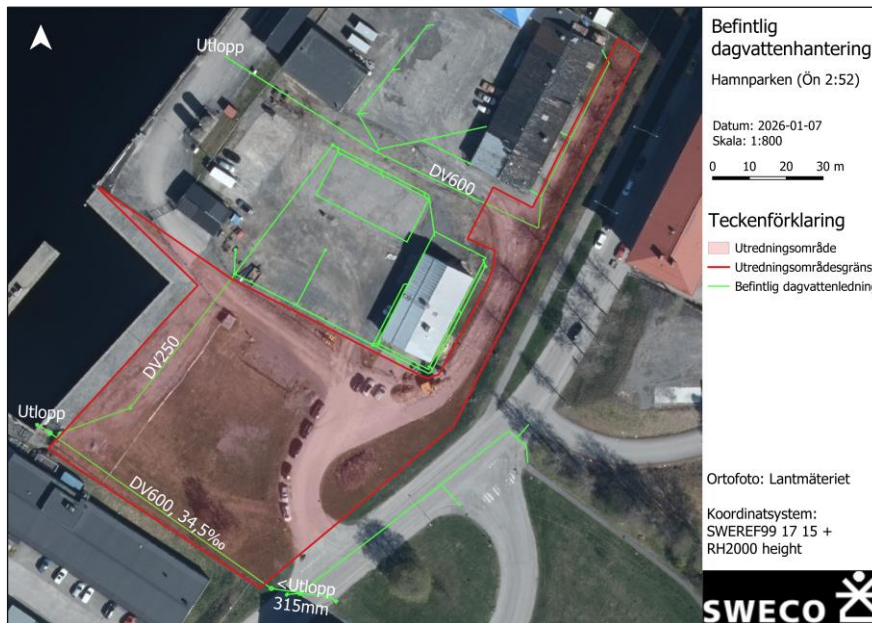 Utlopp
DV600
DV250
Utlopp
DV600, 34,5‰
<Utlopp
315mm
Befintlig
dagvattenhantering
Hamnparken (Ön 2:52)
Datum: 2026-01-07
Skala: 1:800
0 10 20 30 m
Teckenförklaring
Utredningsområde
Utredningsområdesgräns
Befintlig dagvattenledning
Ortofoto: Lantmäteriet
Koordinatsystem:
SWEREF99 17 15 +
RH2000 height
SWECO